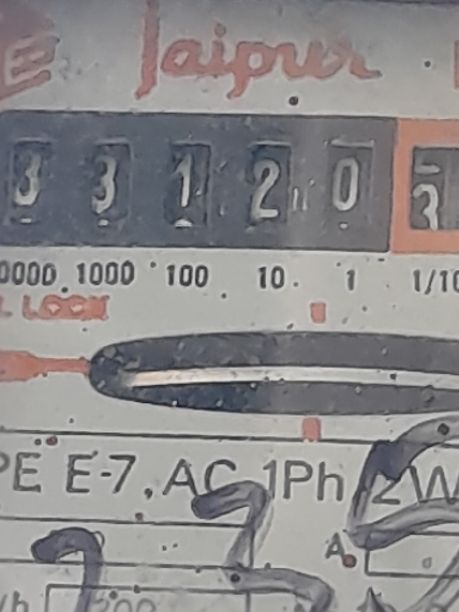 Jaipur
3 3 1 2 0 3
0000 1000 100 10 1 1/10
LOCK
PE E-7, AC 1Ph 2W
A